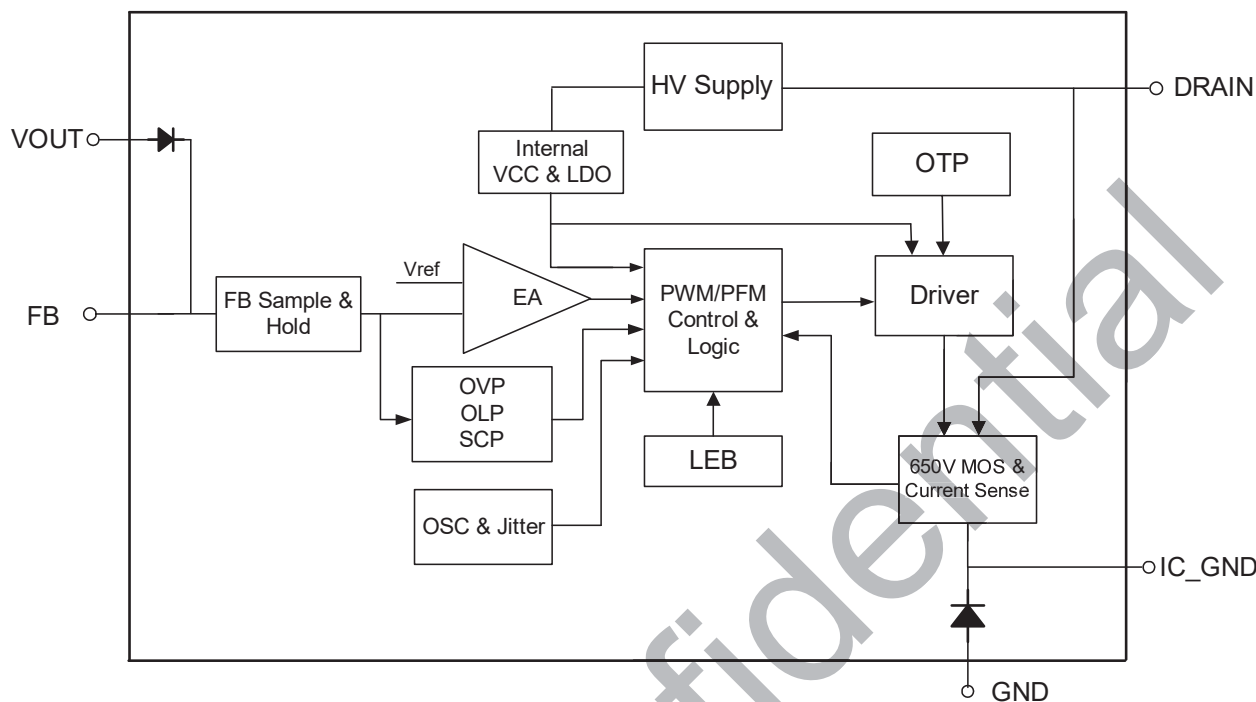 HV Supply
DRAIN
VOUT
Internal
VCC & LDO
OTP
Vref
EA
FB
FB Sample &
Hold
PWM/PFM
Control &
Logic
Driver
OVP
OLP
SCP
LEB
650V MOS &
Current Sense
OSC & Jitter
IC_GND
GND
fidential